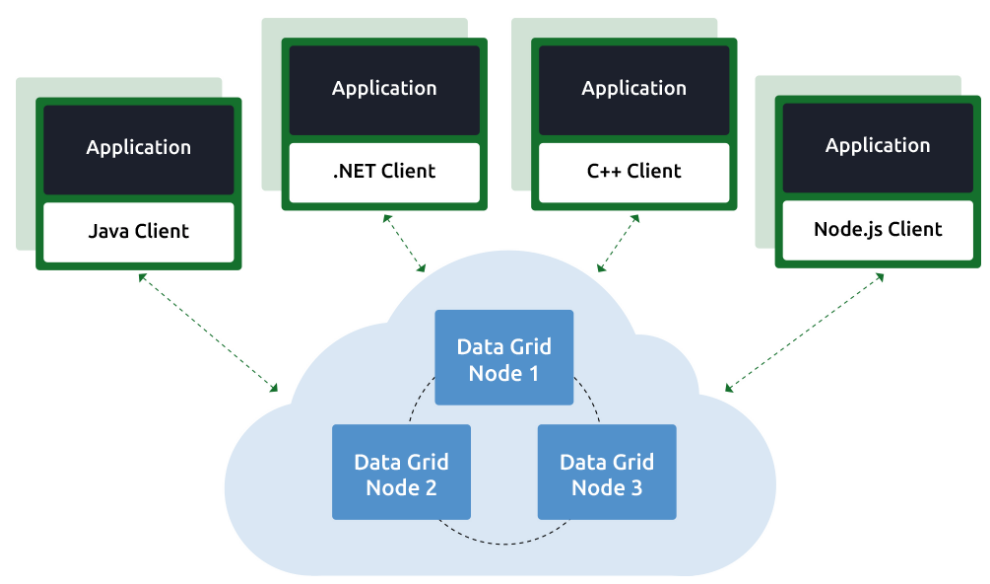 Application
Java Client
Application
.NET Client
Application
C++ Client
Application
Node.js Client
Data Grid
Node 1
Data Grid
Node 2
Data Grid
Node 3